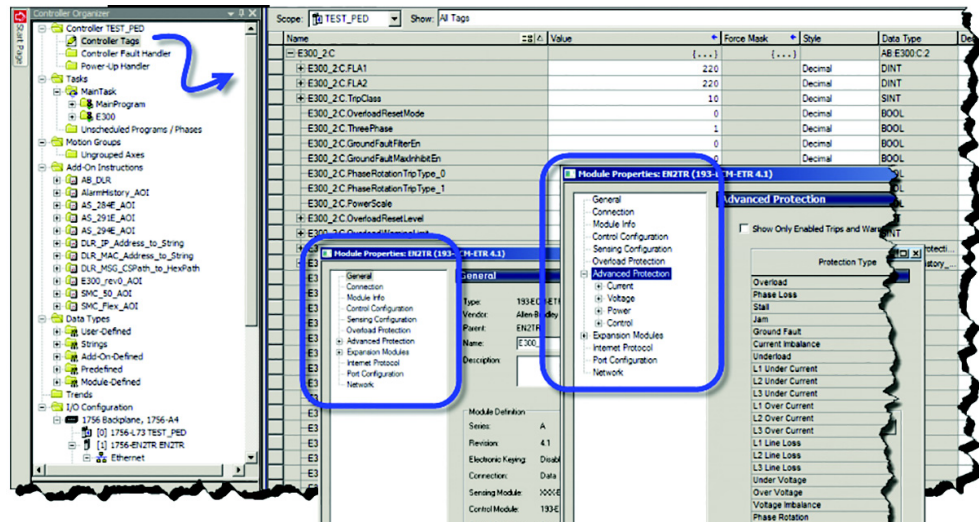 Controller Organizer
Start Page
Controller TEST_PED
Controller Tags
Controller Fault Handler
Power-Up Handler
Tasks
MainTask
MainProgram
E300
Unscheduled Programs / Phases
Motion Groups
Ungrouped Axes
Add-On Instructions
AB_DLR
AlarmHistory_AOI
AS_284E_AOI
AS_291E_AOI
AS_294E_AOI
DLR_IP_Address_to_String
DLR_MAC_Address_to_String
DLR_MSG_CSPath_to_HexPath
E300_rev0_AOI
SMC_50_AOI
SMC_Flex_AOI
Data Types
User-Defined
Strings
Add-On-Defined
Predefined
Module-Defined
Trends
I/O Configuration
1756 Backplane, 1756-A4
[0] 1756-L73 TEST_PED
[1] 1756-EN2TR EN2TR
Ethernet
Scope: TEST_PED Show: All Tags
Name Value Force Mask Style Data Type
E300_2:C {...} {...} AB:E300:C:2
E300_2:C.FLA1 220 Decimal DINT
E300_2:C.FLA2 220 Decimal DINT
E300_2:C.TripClass 10 Decimal SINT
E300_2:C.OverloadResetMode 0 Decimal BOOL
E300_2:C.ThreePhase 1 Decimal BOOL
E300_2:C.GroundFaultFilterEn 0 Decimal BOOL
E300_2:C.GroundFaultMaxInhibitEn 0 Decimal BOOL
E300_2:C.PhaseRotationTripType_0
E300_2:C.PhaseRotationTripType_1
E300_2:C.PowerScale
E300_2:C.OverloadResetLevel
E300_2:C.OverloadWarningLimit
Module Properties: EN2TR (193-ECM-ETR 4.1)
General
Connection
Module Info
Control Configuration
Sensing Configuration
Overload Protection
Advanced Protection
Expansion Modules
Internet Protocol
Port Configuration
Network
General
Type: 193-ECM-ETR
Vendor: Allen-Bradley
Parent: EN2TR
Name: E300_
Description:
Module Definition
Series: A
Revision: 4.1
Electronic Keying: Disabl
Connection: Data
Sensing Module:
Control Module: 193-E
Module Properties: EN2TR (193-ECM-ETR 4.1)
General
Connection
Module Info
Control Configuration
Sensing Configuration
Overload Protection
Advanced Protection
Current
Voltage
Power
Control
Expansion Modules
Internet Protocol
Port Configuration
Network
Advanced Protection
Show Only Enabled Trips and Warn
Protection Type
Overload
Phase Loss
Stall
Jam
Ground Fault
Current Imbalance
Underload
L1 Under Current
L2 Under Current
L3 Under Current
L1 Over Current
L2 Over Current
L3 Over Current
L1 Line Loss
L2 Line Loss
L3 Line Loss
Under Voltage
Over Voltage
Voltage Imbalance
Phase Rotation